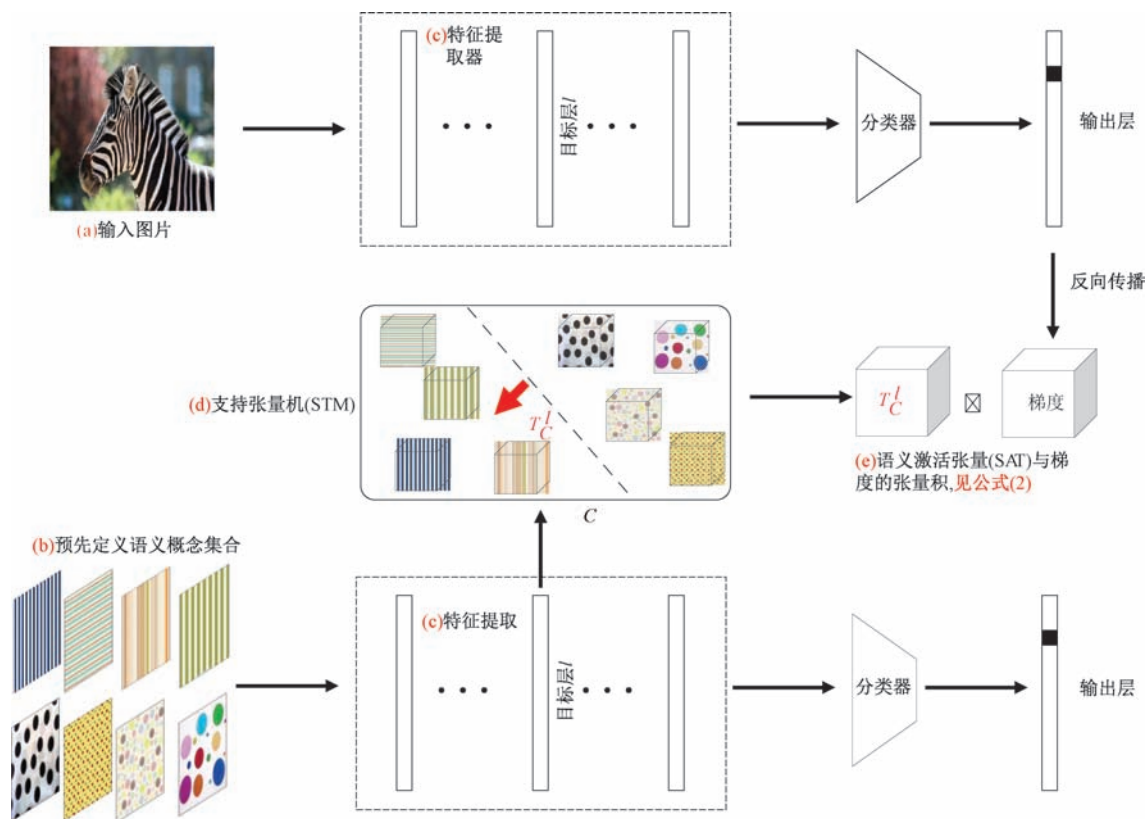 (c)特征提
取器
目标层l
分类器
输出层
(a)输入图片
反向传播
(d)支持张量机(STM)
T_C^l
T_C^l
梯度
(e)语义激活张量(SAT)与梯
度的张量积,见公式(2)
C
(b)预先定义语义概念集合
(c)特征提取
目标层l
分类器
输出层